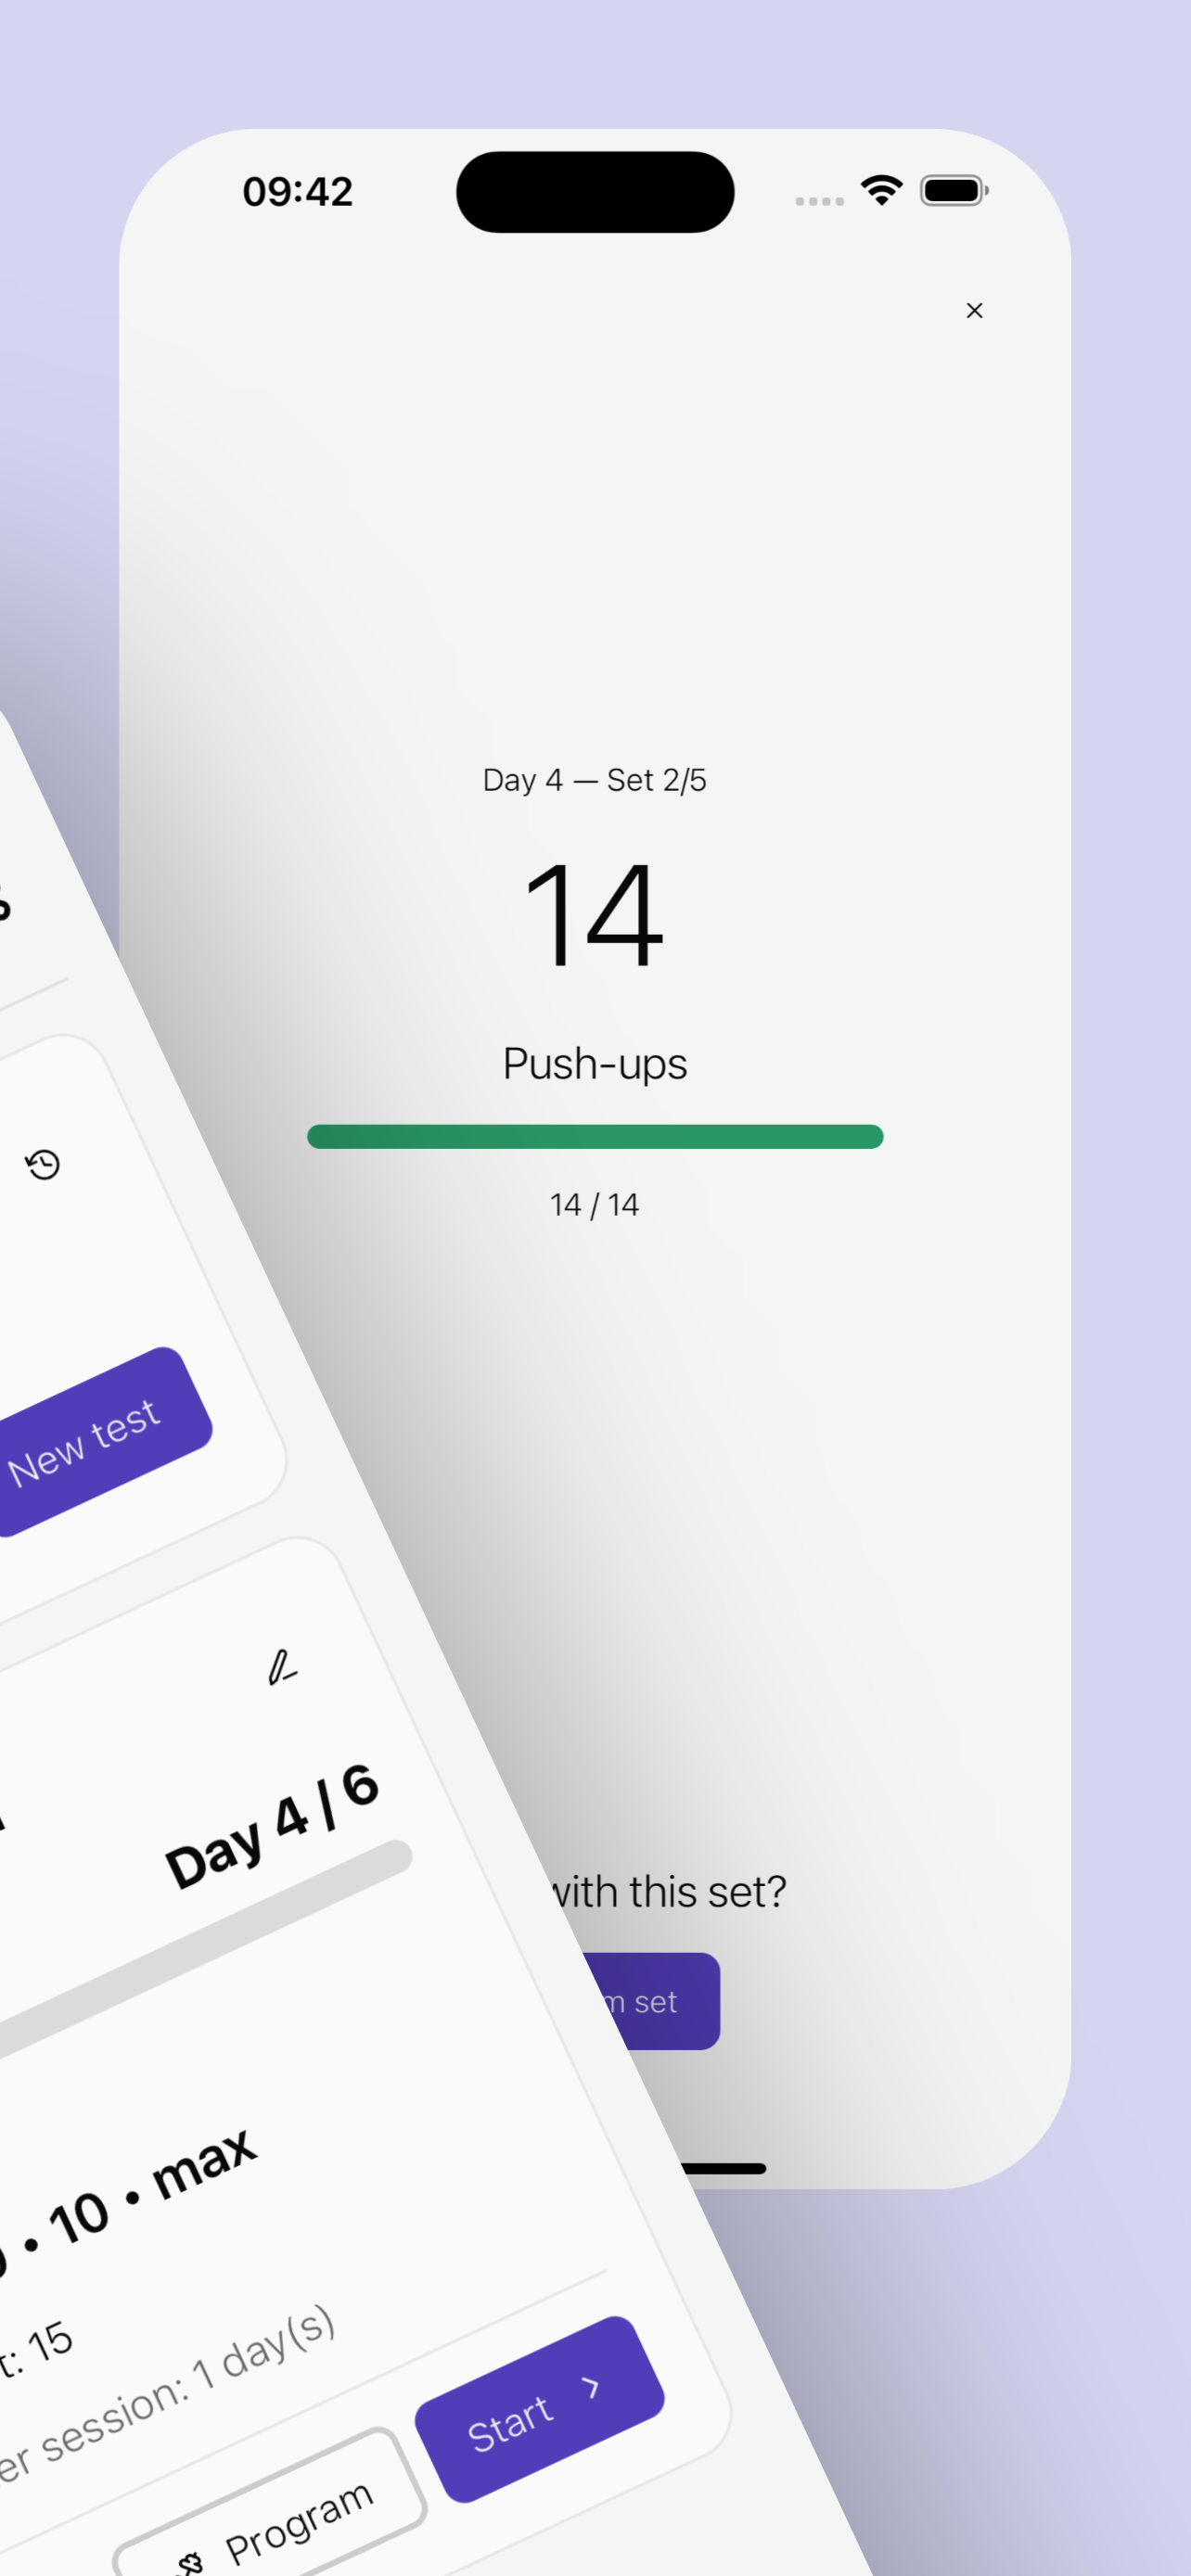 09:42
Day 4 — Set 2/5
14
Push-ups
14 / 14
with this set?
set
New test
Day 4 / 6
• 10 • max
: 15
session: 1 day(s)
Program
Start